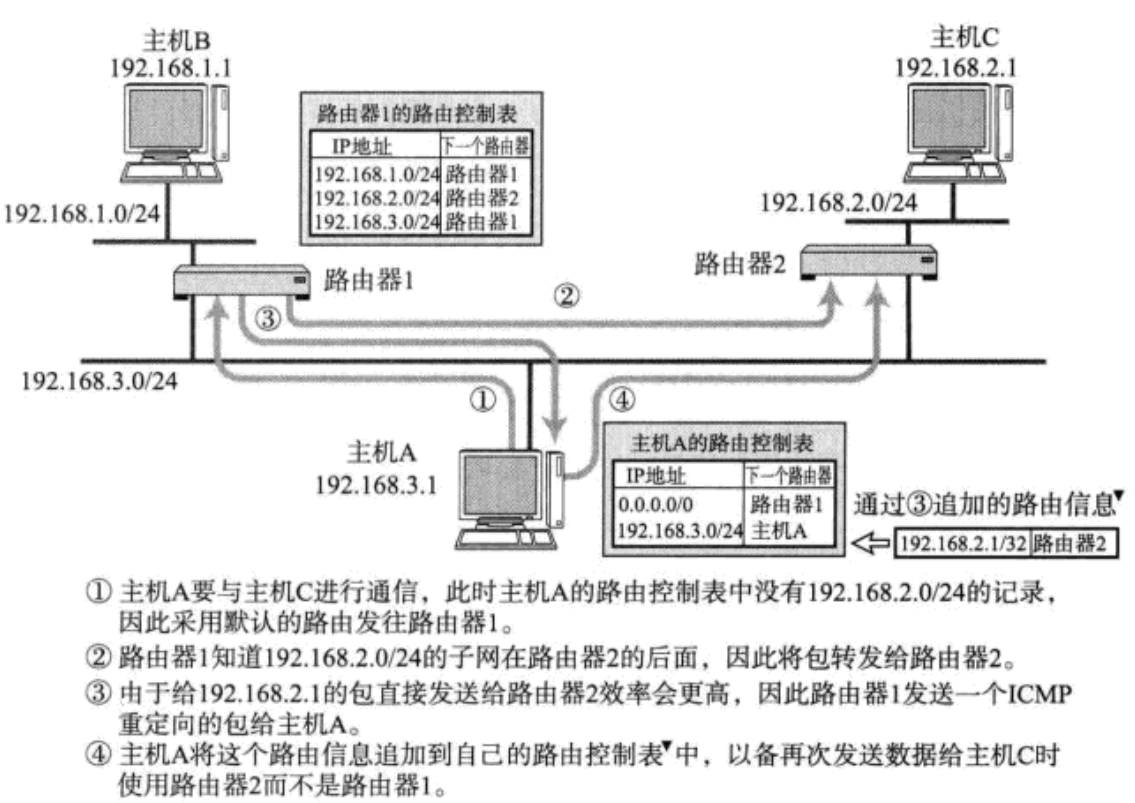 主机B
192.168.1.1
主机C
192.168.2.1
路由器1的路由控制表
IP地址 下一个路由器
192.168.1.0/24 路由器1
192.168.2.0/24 路由器2
192.168.3.0/24 路由器1
192.168.1.0/24
192.168.2.0/24
路由器1
路由器2
②
③
192.168.3.0/24
①
④
主机A
192.168.3.1
主机A的路由控制表
IP地址 下一个路由器
0.0.0.0/0 路由器1
192.168.3.0/24 主机A
通过③追加的路由信息▼
192.168.2.1/32 路由器2
① 主机A要与主机C进行通信，此时主机A的路由控制表中没有192.168.2.0/24的记录，
因此采用默认的路由发往路由器1。
② 路由器1知道192.168.2.0/24的子网在路由器2的后面，因此将包转发给路由器2。
③ 由于给192.168.2.1的包直接发送给路由器2效率会更高，因此路由器1发送一个ICMP
重定向的包给主机A。
④ 主机A将这个路由信息追加到自己的路由控制表▼中，以备再次发送数据给主机C时
使用路由器2而不是路由器1。